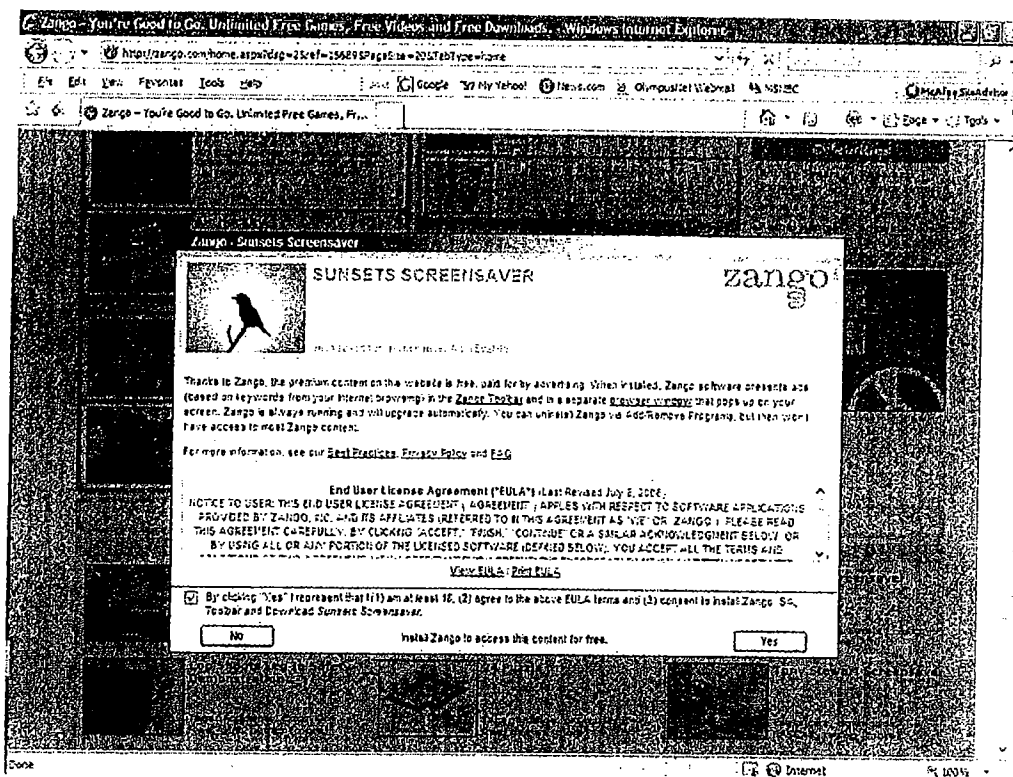 Zango - You're Good to Go. Unlimited Free Games, Free Videos, and Free Downloads. - Windows Internet Explorer
File Edit View Favorites Tools Help
Google My Yahoo! News.com
McAfee SiteAdvisor
Zango - You're Good to Go. Unlimited Free Games, Fr...
Page Tools
Zango - Sunsets Screensaver
SUNSETS SCREENSAVER
zango
Thanks to Zango, the premium content on this website is free, paid for by advertising. When installed, Zango software presents ads
(based on keywords from your Internet browsing) in the Zango Toolbar and in a separate browser window that pops up on your
screen. Zango is always running and will upgrade automatically. You can uninstall Zango via Add/Remove Programs, but then won't
have access to most Zango content.
For more information, see our Best Practices, Privacy Policy and FAQ
End User License Agreement ("EULA") (Last Revised July 2006)
NOTICE TO USER: THIS END USER LICENSE AGREEMENT ("AGREEMENT") APPLIES WITH RESPECT TO SOFTWARE APPLICATIONS
PROVIDED BY ZANGO, INC. AND ITS AFFILIATES (REFERRED TO IN THIS AGREEMENT AS "WE" OR "ZANGO"). PLEASE READ
THIS AGREEMENT CAREFULLY. BY CLICKING "ACCEPT," "FINISH," "CONTINUE" OR A SIMILAR ACKNOWLEDGMENT BELOW, OR
BY USING ALL OR ANY PORTION OF THE LICENSED SOFTWARE (DEFINED BELOW), YOU ACCEPT ALL THE TERMS AND
View EULA | Print EULA
By clicking "Yes" I represent that I (1) am at least 18, (2) agree to the above EULA terms and (3) consent to install Zango
Toolbar and Download Sunsets Screensaver.
No
Install Zango to access this content for free.
Yes
Done
Internet
100%